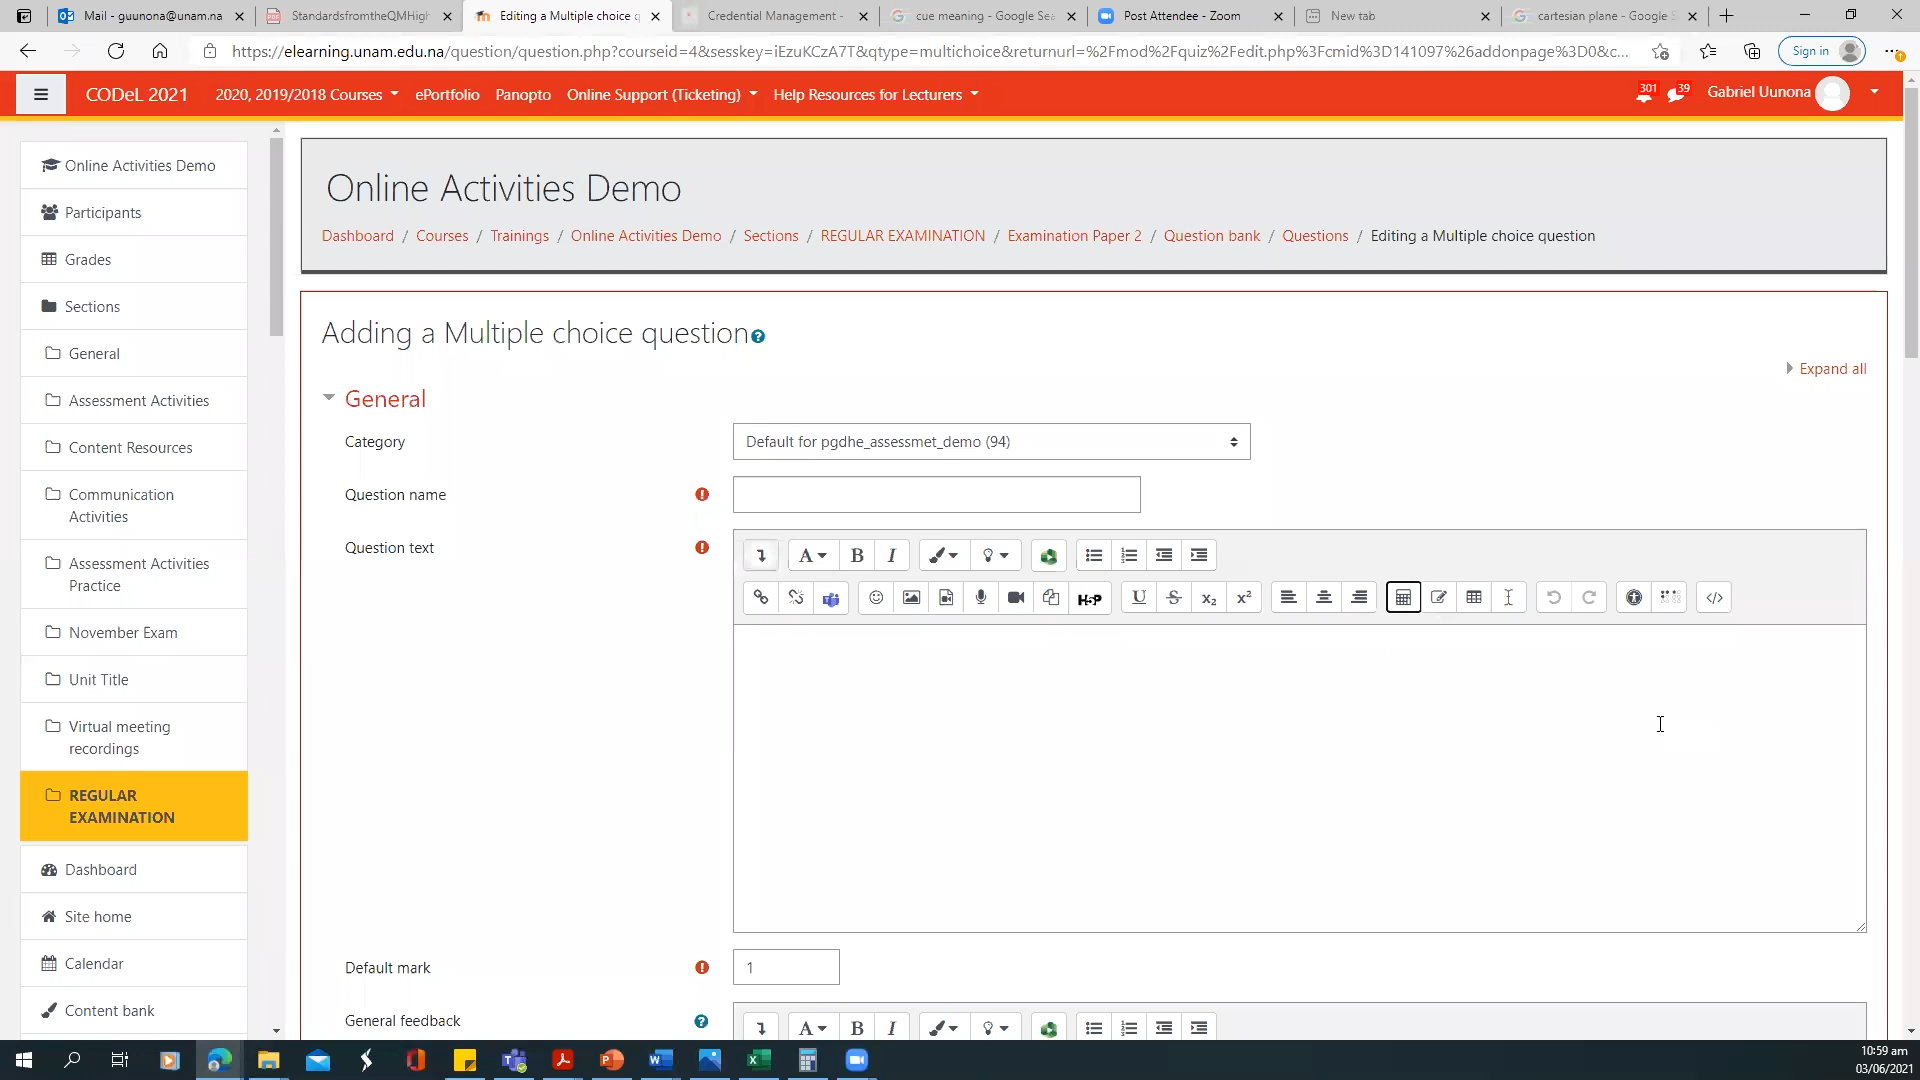 Mail - guunona@unam.na
StandardsfromtheQMHigh
Editing a Multiple choice q
Credential Management -
cue meaning - Google Sea
Post Attendee - Zoom
New tab
cartesian plane - Google S
https://elearning.unam.edu.na/question/question.php?courseid=4&sesskey=iEzuKCzA7T&qtype=multichoice&returnurl=%2Fmod%2Fquiz%2Fedit.php%3Fcmid%3D141097%26addonpage%3D0&c...
Sign in
CODeL 2021
2020, 2019/2018 Courses
ePortfolio
Panopto
Online Support (Ticketing)
Help Resources for Lecturers
301
39
Gabriel Uunona
Online Activities Demo
Participants
Grades
Sections
General
Assessment Activities
Content Resources
Communication
Activities
Assessment Activities
Practice
November Exam
Unit Title
Virtual meeting
recordings
REGULAR
EXAMINATION
Dashboard
Site home
Calendar
Content bank
Online Activities Demo
Dashboard / Courses / Trainings / Online Activities Demo / Sections / REGULAR EXAMINATION / Examination Paper 2 / Question bank / Questions / Editing a Multiple choice question
Adding a Multiple choice question
Expand all
General
Category
Default for pgdhe_assessmet_demo (94)
Question name
Question text
A B I
H5P U S x₂ x²
Default mark
1
General feedback
A B I
10:59 am
03/06/2021